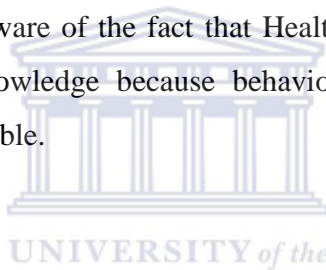 ware of the fact that Healt
owledge because behavio
ble.
UNIVERSITY of the